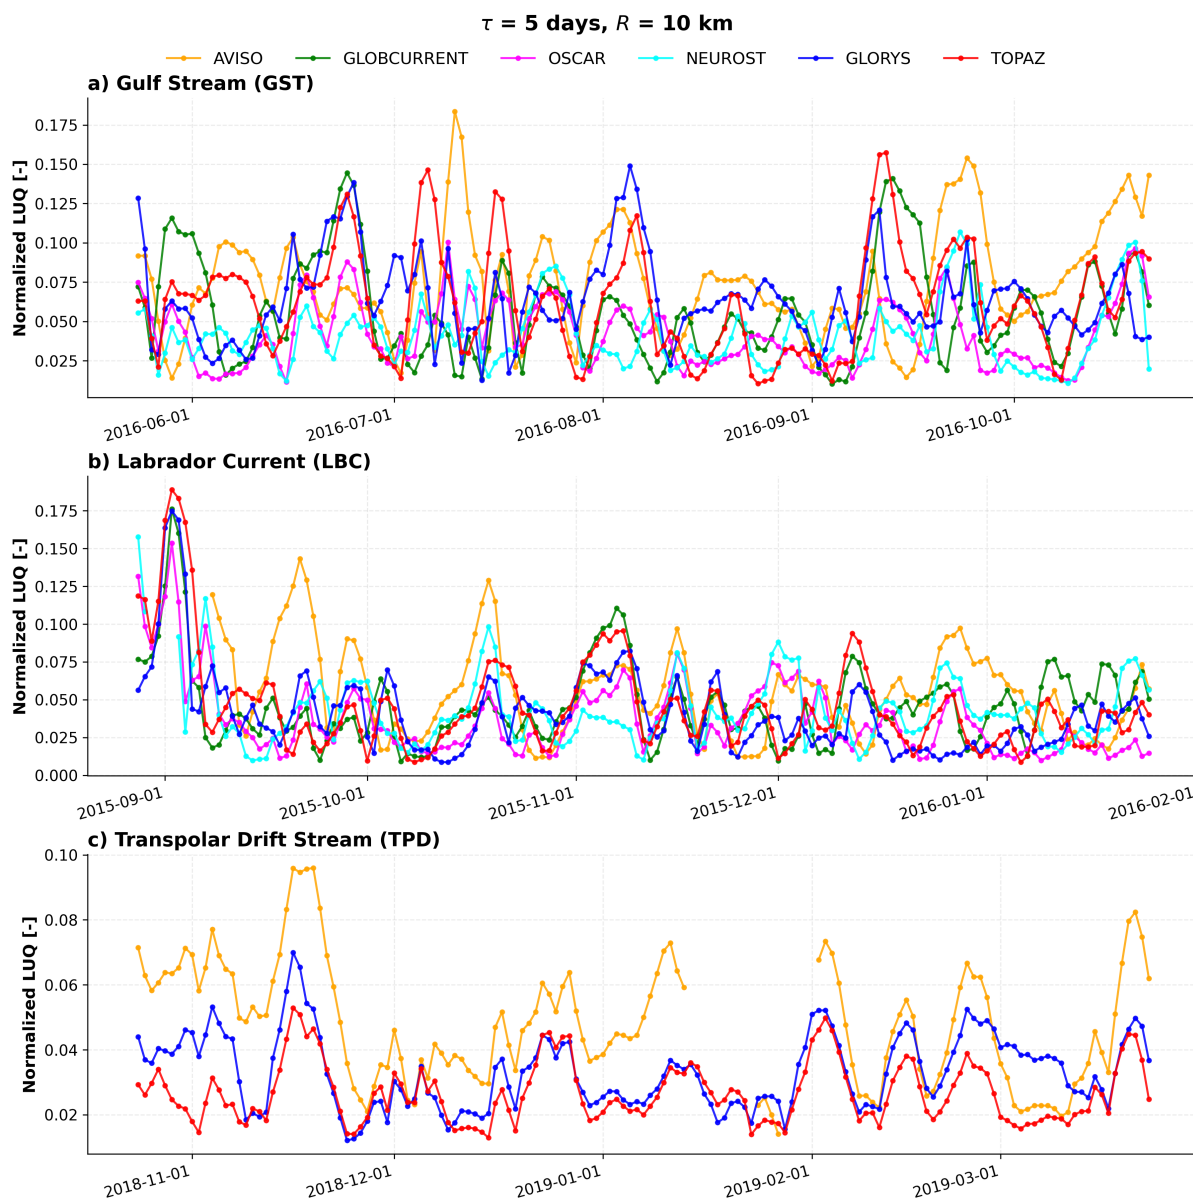 τ = 5 days, R = 10 km
AVISO GLOBCURRENT OSCAR NEUROST GLORYS TOPAZ
a) Gulf Stream (GST)
Normalized LUQ [-]
0.175
0.150
0.125
0.100
0.075
0.050
0.025
2016-06-01 2016-07-01 2016-08-01 2016-09-01 2016-10-01
b) Labrador Current (LBC)
Normalized LUQ [-]
0.175
0.150
0.125
0.100
0.075
0.050
0.025
0.000
2015-09-01 2015-10-01 2015-11-01 2015-12-01 2016-01-01 2016-02-01
c) Transpolar Drift Stream (TPD)
Normalized LUQ [-]
0.10
0.08
0.06
0.04
0.02
2018-11-01 2018-12-01 2019-01-01 2019-02-01 2019-03-01